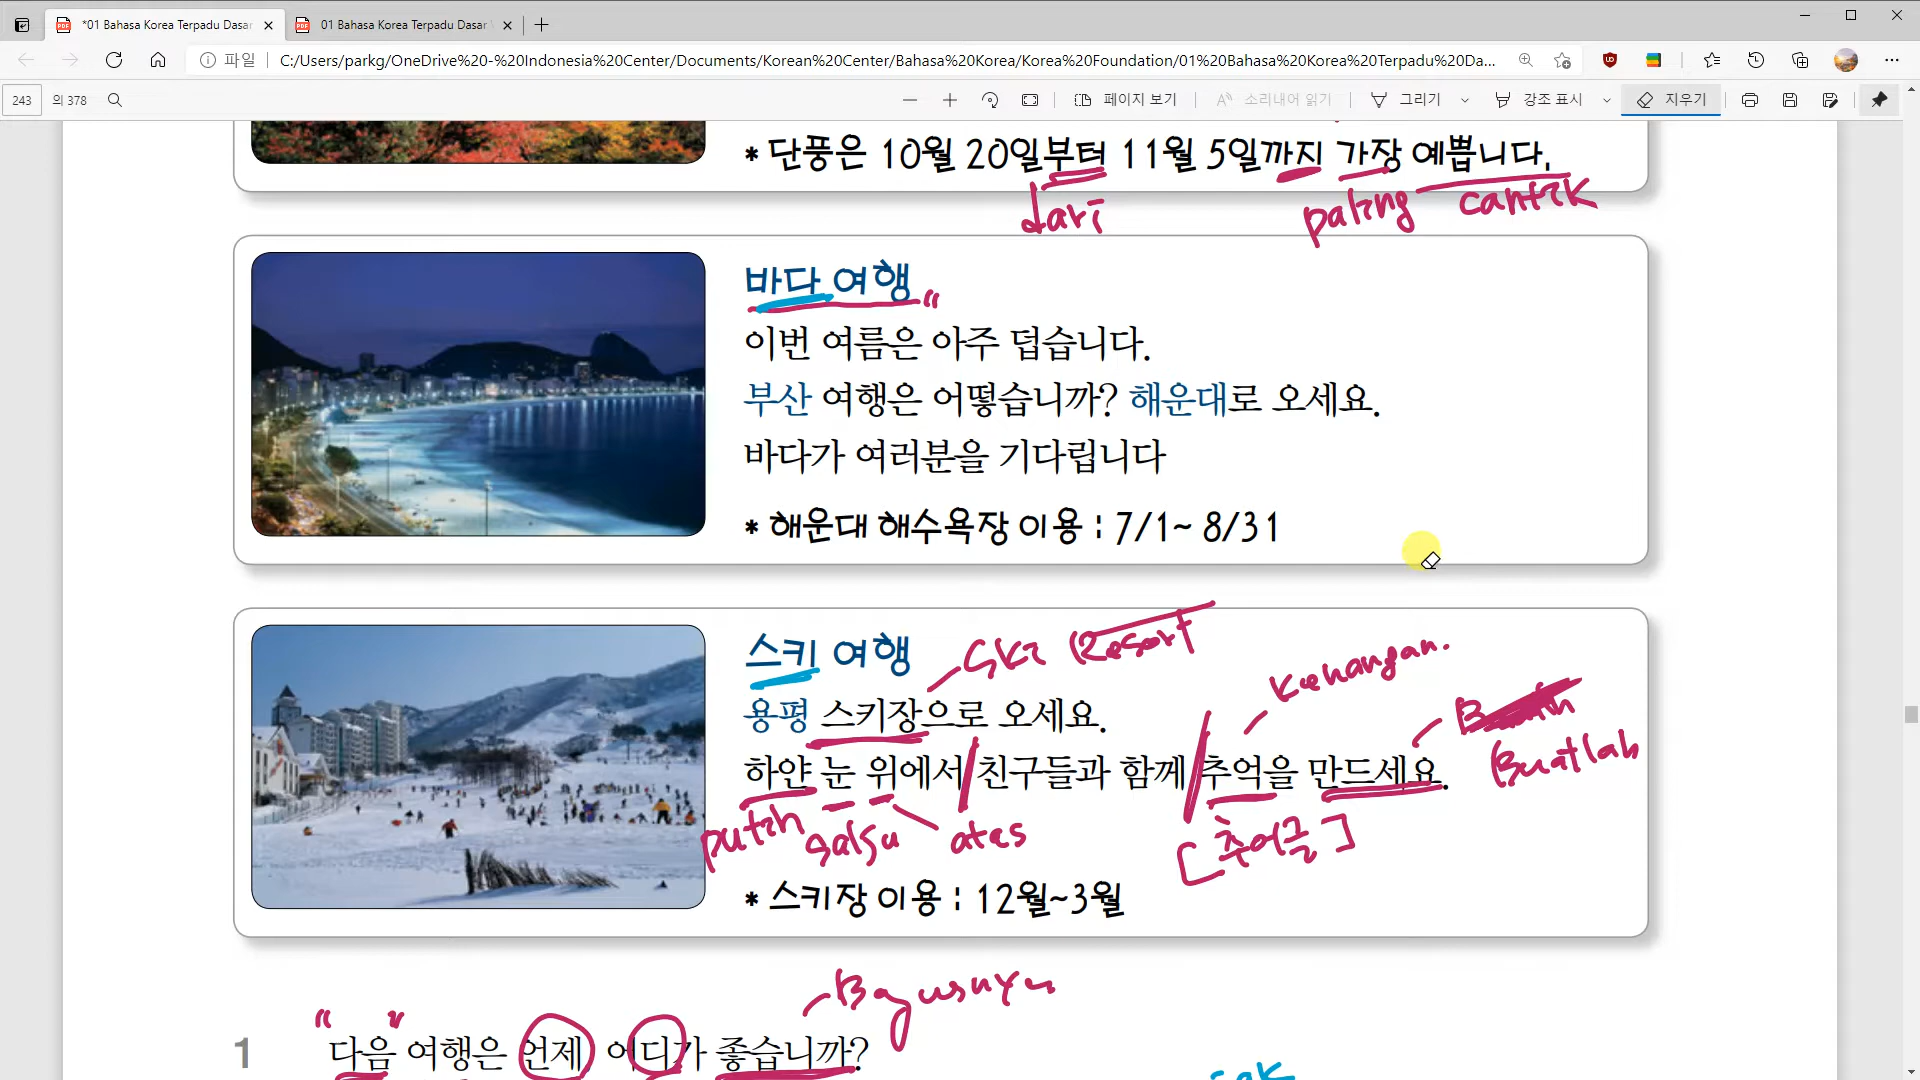 *01 Bahasa Korea Terpadu Dasar
01 Bahasa Korea Terpadu Dasar
파일
C:/Users/parkg/OneDrive%20-%20Indonesia%20Center/Documents/Korean%20Center/Bahasa%20Korea/Korea%20Foundation/01%20Bahasa%20Korea%20Terpadu%20Da...
243 의 378
페이지 보기
소리내어 읽기
그리기
강조 표시
지우기
* 단풍은 10월 20일부터 11월 5일까지 가장 예쁩니다.
dari paling cantik
바다 여행
이번 여름은 아주 덥습니다.
부산 여행은 어떻습니까? 해운대로 오세요.
바다가 여러분을 기다립니다
* 해운대 해수욕장 이용 : 7/1~ 8/31
스키 여행
Ski Resort
Kenangan.
용평 스키장으로 오세요.
Buatlah
하얀 눈 위에서 친구들과 함께 추억을 만드세요.
putih salju atas
[추어글]
* 스키장 이용 : 12월~3월
Bagusnya
1 다음 여행은 언제, 어디가 좋습니까?